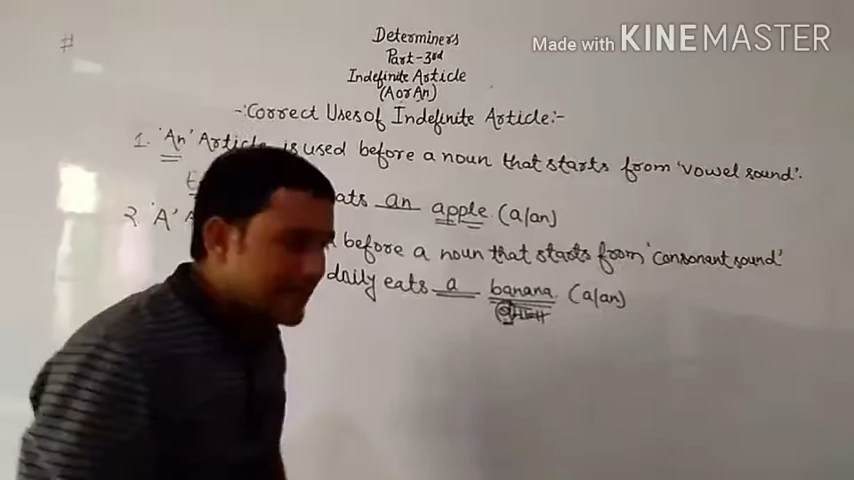 #
Determiners
Part-3rd
Made with KINEMASTER
Indefinite Article
(A or An)
-:Correct Uses of Indefinite Article:-
1. 'An' Article is used before a noun that starts from 'vowel sound'.
ats an apple. (a/an)
2. 'A' before a noun that starts from 'consonant sound'
daily eats a banana. (a/an)